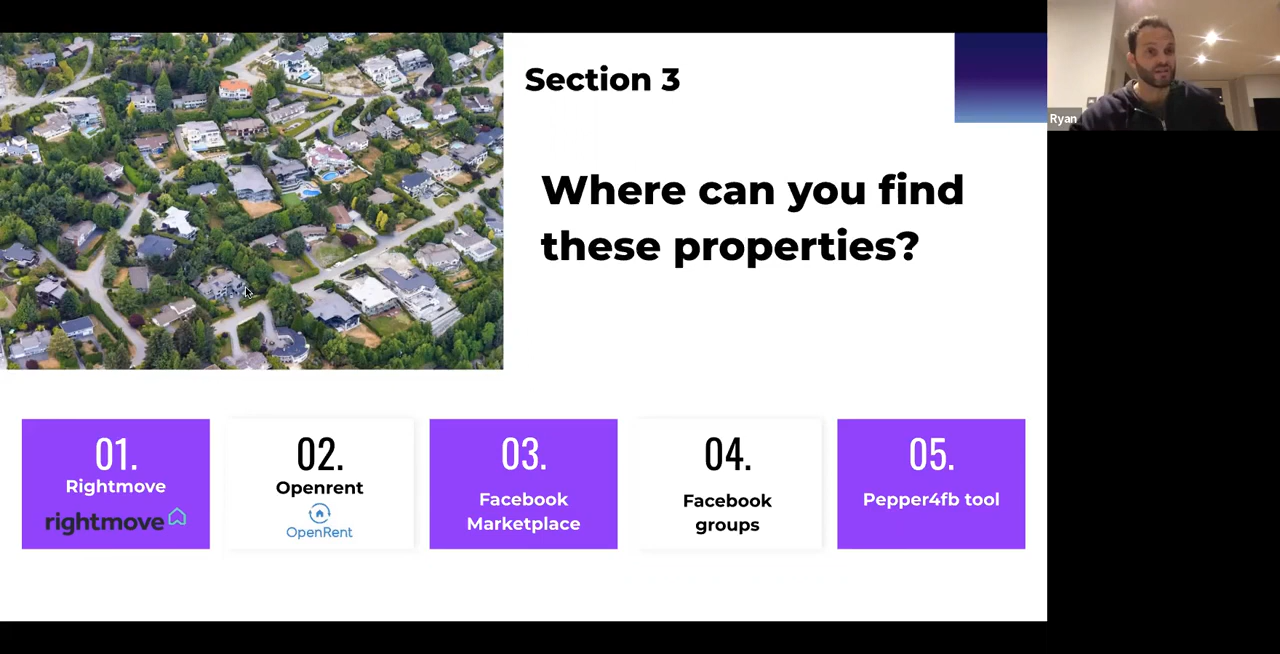 Section 3
Ryan
Where can you find
these properties?
01.
Rightmove
rightmove
02.
Openrent
OpenRent
03.
Facebook
Marketplace
04.
Facebook
groups
05.
Pepper4fb tool